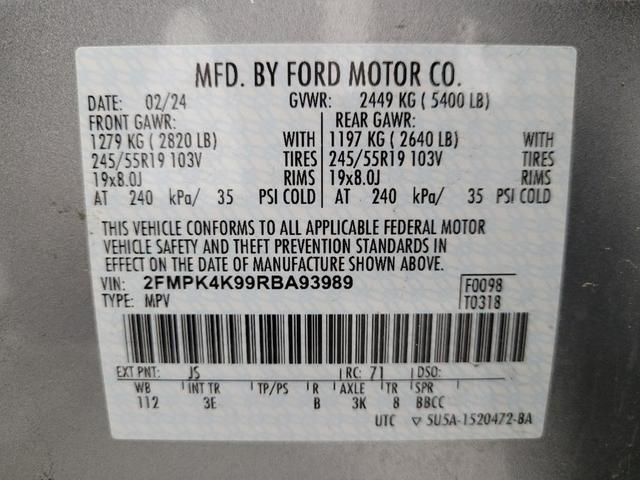 MFD. BY FORD MOTOR CO.
DATE: 02/24 GVWR: 2449 KG ( 5400 LB)
FRONT GAWR: REAR GAWR:
1279 KG ( 2820 LB) WITH 1197 KG ( 2640 LB) WITH
245/55R19 103V TIRES 245/55R19 103V TIRES
19x8.0J RIMS 19x8.0J RIMS
AT 240 kPa/ 35 PSI COLD AT 240 kPa/ 35 PSI COLD
THIS VEHICLE CONFORMS TO ALL APPLICABLE FEDERAL MOTOR
VEHICLE SAFETY AND THEFT PREVENTION STANDARDS IN
EFFECT ON THE DATE OF MANUFACTURE SHOWN ABOVE.
VIN: 2FMPK4K99RBA93989 F0098
TYPE: MPV T0318
EXT PNT: JS RC: 71 DSO:
WB INT TR TP/PS R AXLE TR SPR
112 3E B 3K 8 BBCC
UTC ▽ 5U5A-1520472-BA